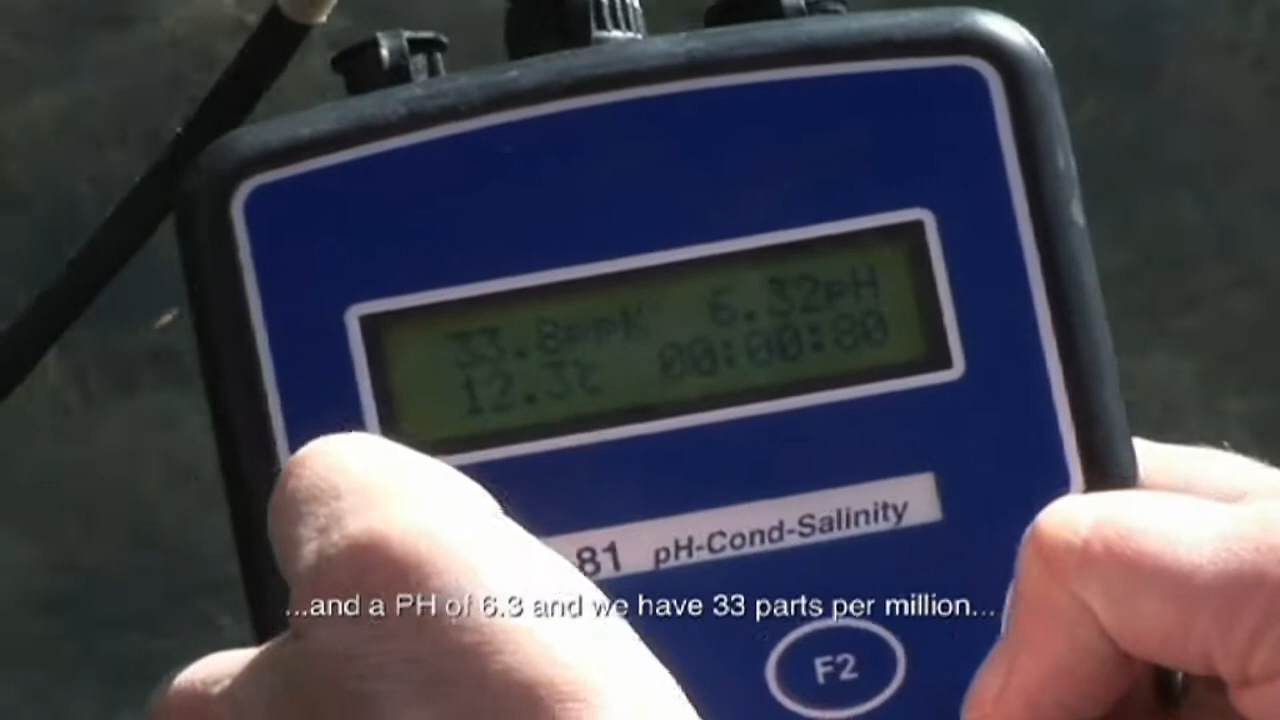 33.8ppK 6.32pH
12.3℃ 00:00:80
81 pH-Cond-Salinity
...and a PH of 6.3 and we have 33 parts per million...
F2